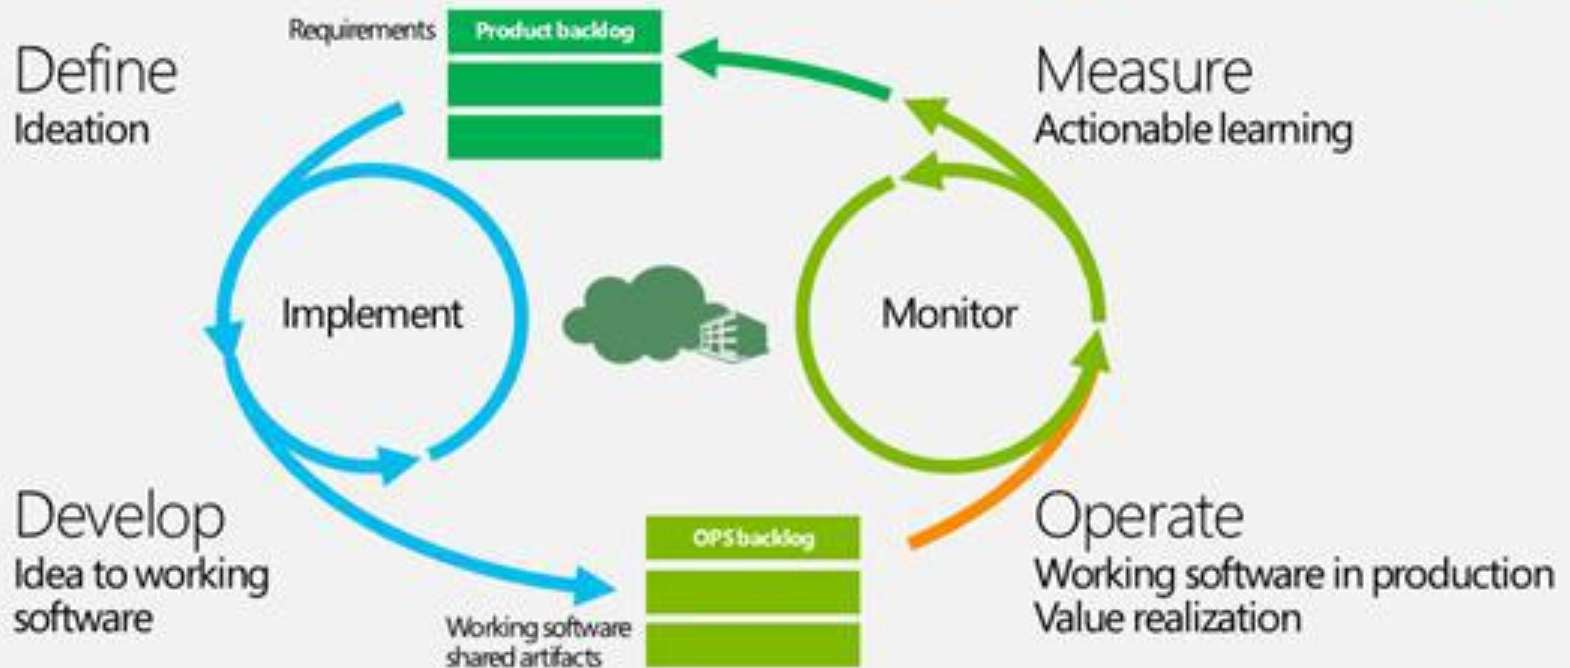 Requirements
Product backlog
Define
Ideation
Measure
Actionable learning
Implement
Monitor
Develop
Idea to working
software
OPS backlog
Working software
shared artifacts
Operate
Working software in production
Value realization